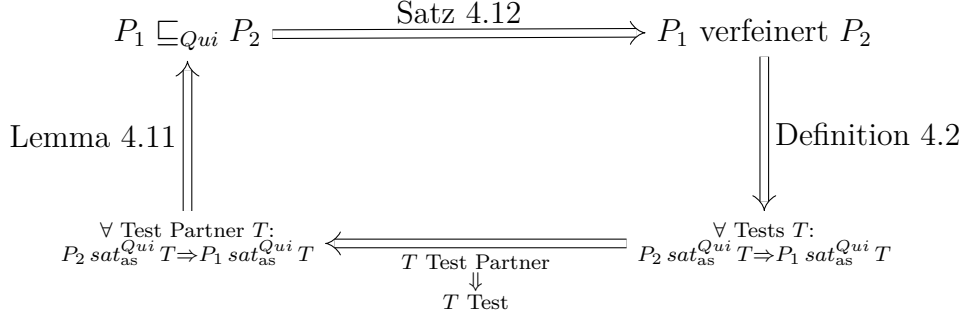 Satz 4.12
P₁ ⊑_Qui P₂
P₁ verfeinert P₂
Lemma 4.11
Definition 4.2
∀ Test Partner T:
P₂ sat_as^Qui T⇒P₁ sat_as^Qui T
∀ Tests T:
P₂ sat_as^Qui T⇒P₁ sat_as^Qui T
T Test Partner
⇓
T Test